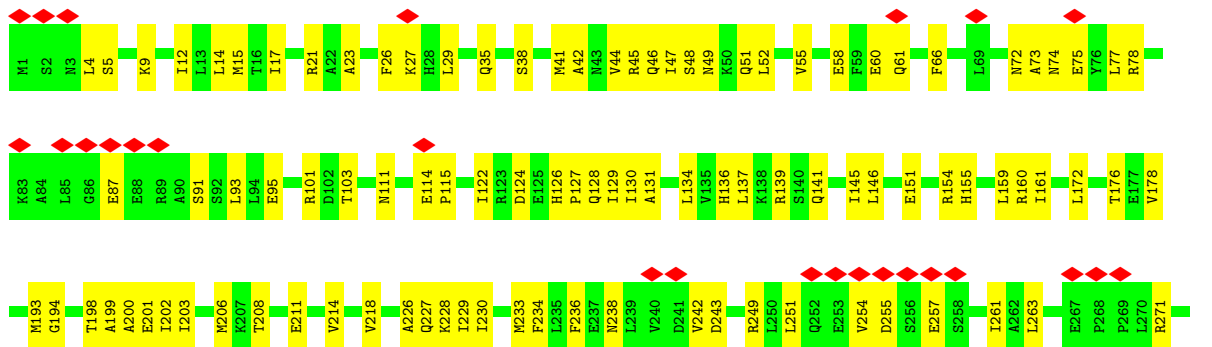 M1 S2 N3 L4 S5 K9 I12 L13 L14 M15 T16 I17 R21 A22 A23 F26 K27 H28 L29 Q35 S38 M41 A42 N43 V44 R45 Q46 I47 S48 N49 K50 Q51 L52 V55 E58 F59 E60 Q61 F66 L69 N72 A73 N74 E75 Y76 L77 R78
K83 A84 L85 G86 E87 E88 R89 A90 S91 S92 L93 L94 E95 R101 D102 T103 N111 E114 P115 I122 R123 D124 E125 H126 P127 Q128 I129 I130 A131 L134 V135 H136 L137 K138 R139 S140 Q141 I145 L146 E151 R154 H155 L159 R160 I161 L172 T176 E177 V178
M193 G194 T198 A199 A200 E201 I202 I203 M206 K207 T208 E211 V214 V218 A226 Q227 K228 I229 I230 M233 F234 L235 F236 E237 N238 L239 V240 D241 V242 D243 R249 L250 L251 Q252 E253 V254 D255 S256 E257 S258 I261 A262 L263 E267 P268 P269 L270 R271